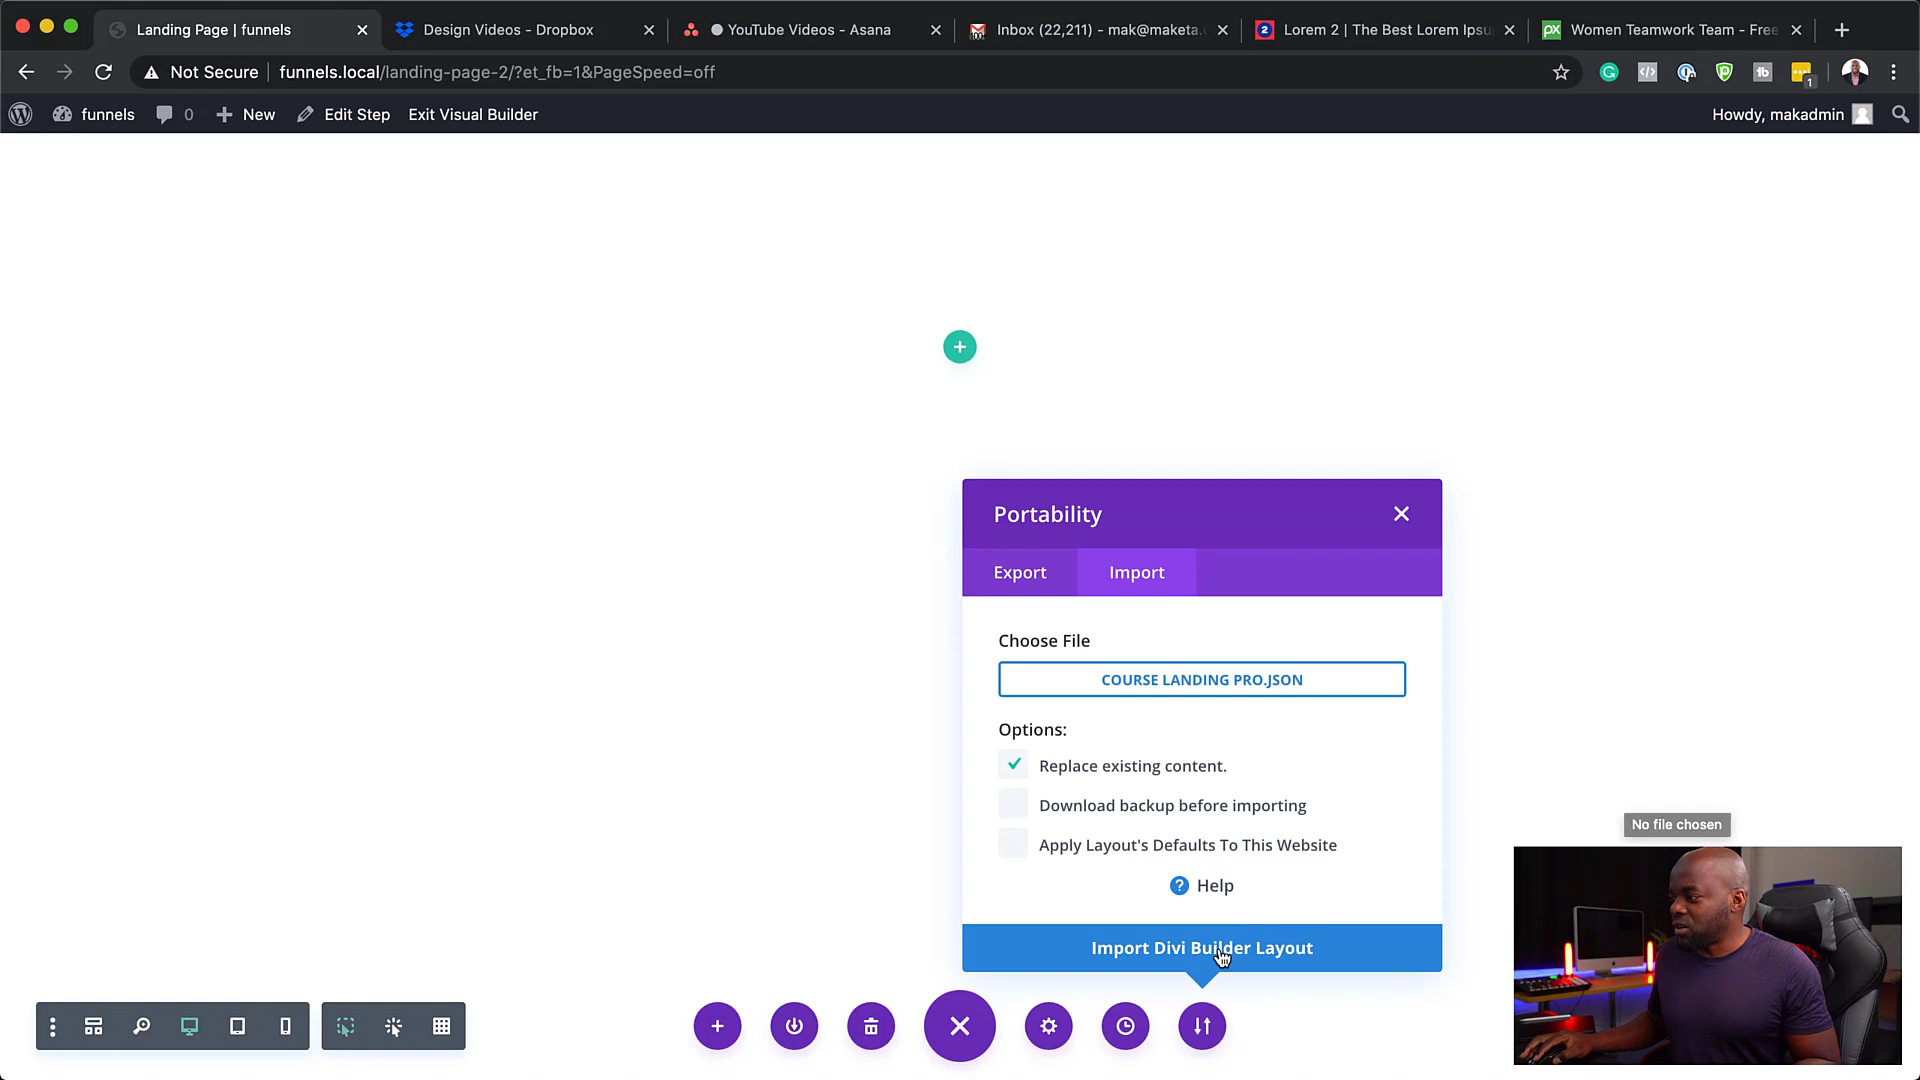 Landing Page | funnels
Design Videos - Dropbox
YouTube Videos - Asana
Inbox (22,211) - mak@maketa.c
2 Lorem 2 | The Best Lorem Ipsu
PX Women Teamwork Team - Free
Not Secure | funnels.local/landing-page-2/?et_fb=1&PageSpeed=off
1
funnels 0 New Edit Step Exit Visual Builder
Howdy, makadmin
Portability
Export Import
Choose File
COURSE LANDING PRO.JSON
Options:
Replace existing content.
Download backup before importing
Apply Layout's Defaults To This Website
? Help
Import Divi Builder Layout
No file chosen